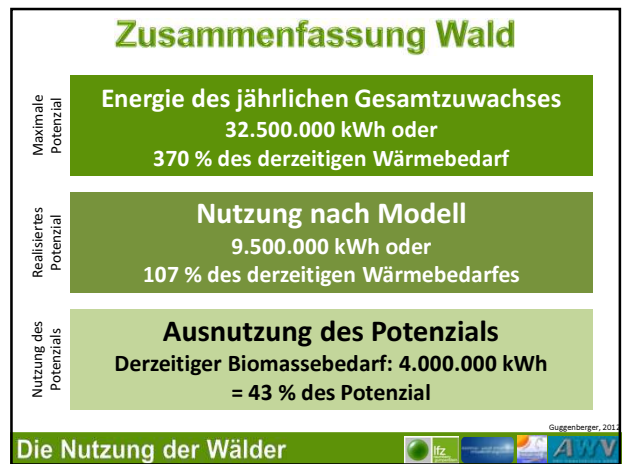 Zusammenfassung Wald
Maximale
Potenzial
Energie des jährlichen Gesamtzuwachses
32.500.000 kWh oder
370 % des derzeitigen Wärmebedarf
Realisiertes
Potenzial
Nutzung nach Modell
9.500.000 kWh oder
107 % des derzeitigen Wärmebedarfes
Nutzung des
Potenzials
Ausnutzung des Potenzials
Derzeitiger Biomassebedarf: 4.000.000 kWh
= 43 % des Potenzial
Guggenberger, 2012
Die Nutzung der Wälder
lfz
AWV